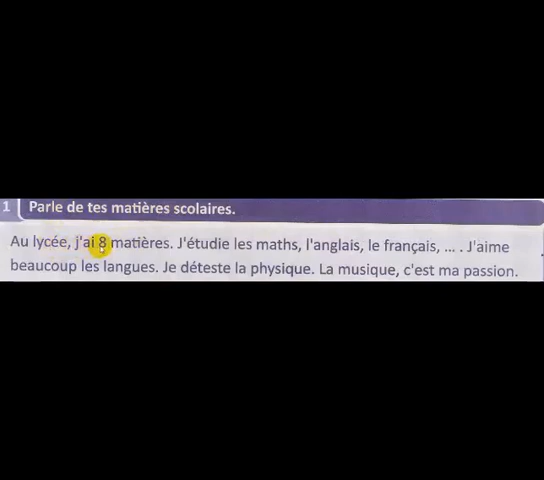 1 Parle de tes matières scolaires.
Au lycée, j'ai 8 matières. J'étudie les maths, l'anglais, le français, ... . J'aime
beaucoup les langues. Je déteste la physique. La musique, c'est ma passion.